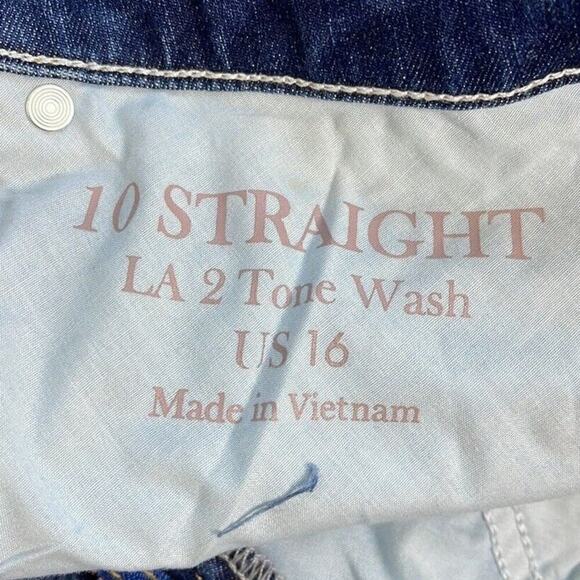 10 STRAIGHT
LA 2 Tone Wash
US 16
Made in Vietnam